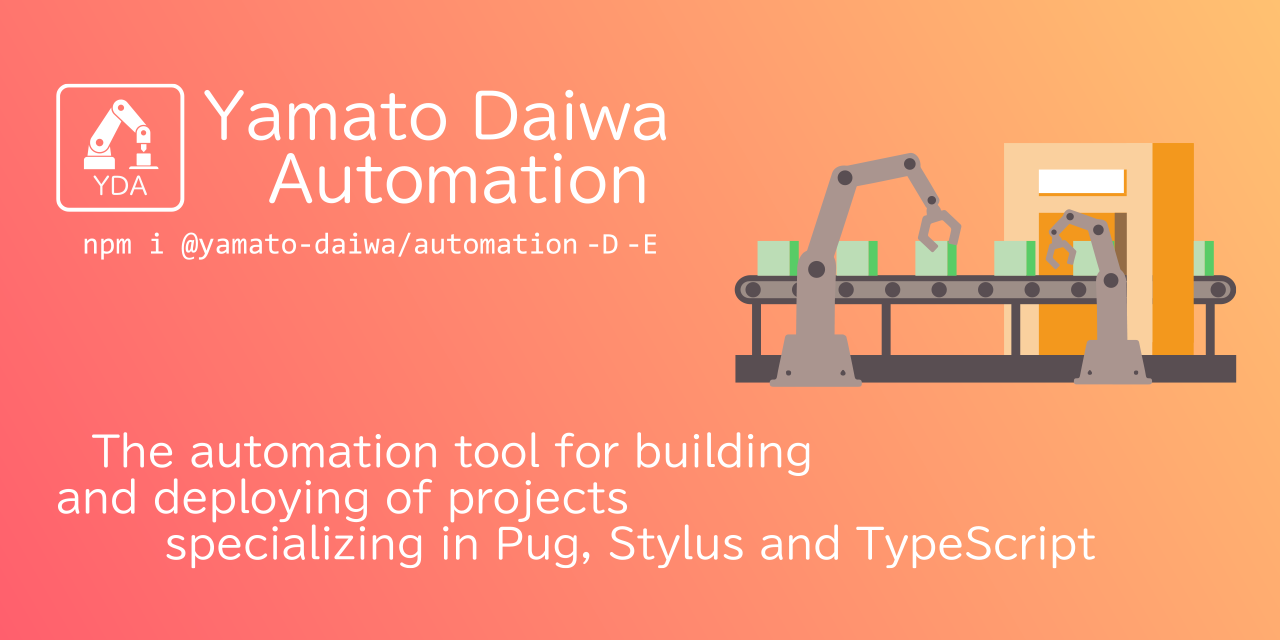 YDA
Yamato Daiwa
Automation
npm i @yamato-daiwa/automation -D -E
The automation tool for building
and deploying of projects
specializing in Pug, Stylus and TypeScript